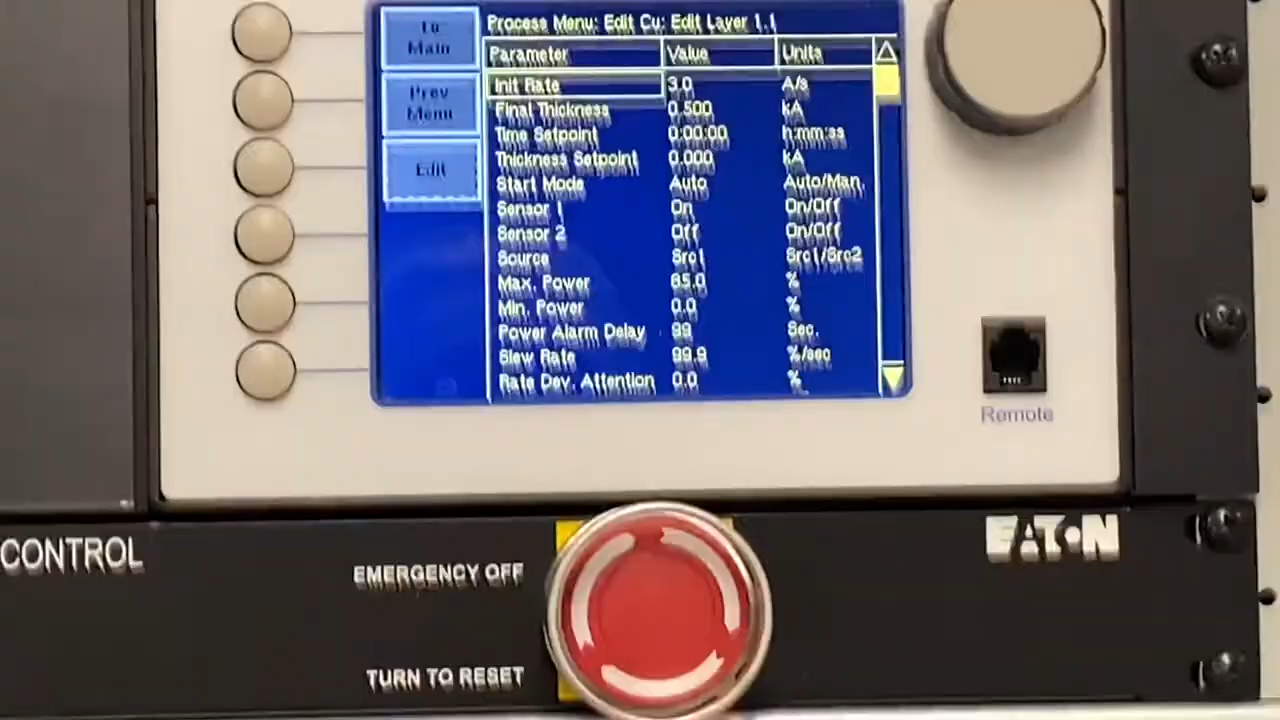 To Main
Prev Menu
Edit
Process Menu: Edit Cu: Edit Layer 1.1
Parameter Value Units
Init Rate 3.0 A/s
Final Thickness 0.500 kA
Time Setpoint 0:00:00 h:mm:ss
Thickness Setpoint 0.000 kA
Start Mode Auto Auto/Man.
Sensor 1 On On/Off
Sensor 2 Off On/Off
Source Src1 Src1/Src2
Max. Power 65.0 %
Min. Power 0.0 %
Power Alarm Delay 99 Sec.
Slew Rate 99.9 %/sec
Rate Dev. Attention 0.0 %
Remote
CONTROL
EMERGENCY OFF
TURN TO RESET
EATON